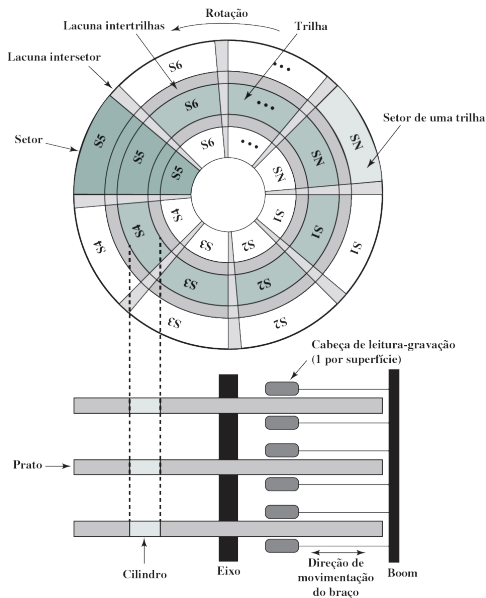 Rotação
Lacuna intertrilhas
Trilha
Lacuna intersetor
Setor
Setor de uma trilha
S6
•••
SN
S1
S2
S3
S4
S5
S6
•••
SN
S1
S2
S3
S4
S5
S6
•••
SN
S1
S2
S3
S4
S5
Cabeça de leitura-gravação
(1 por superfície)
Prato
Cilindro
Eixo
Direção de
movimentação
do braço
Boom